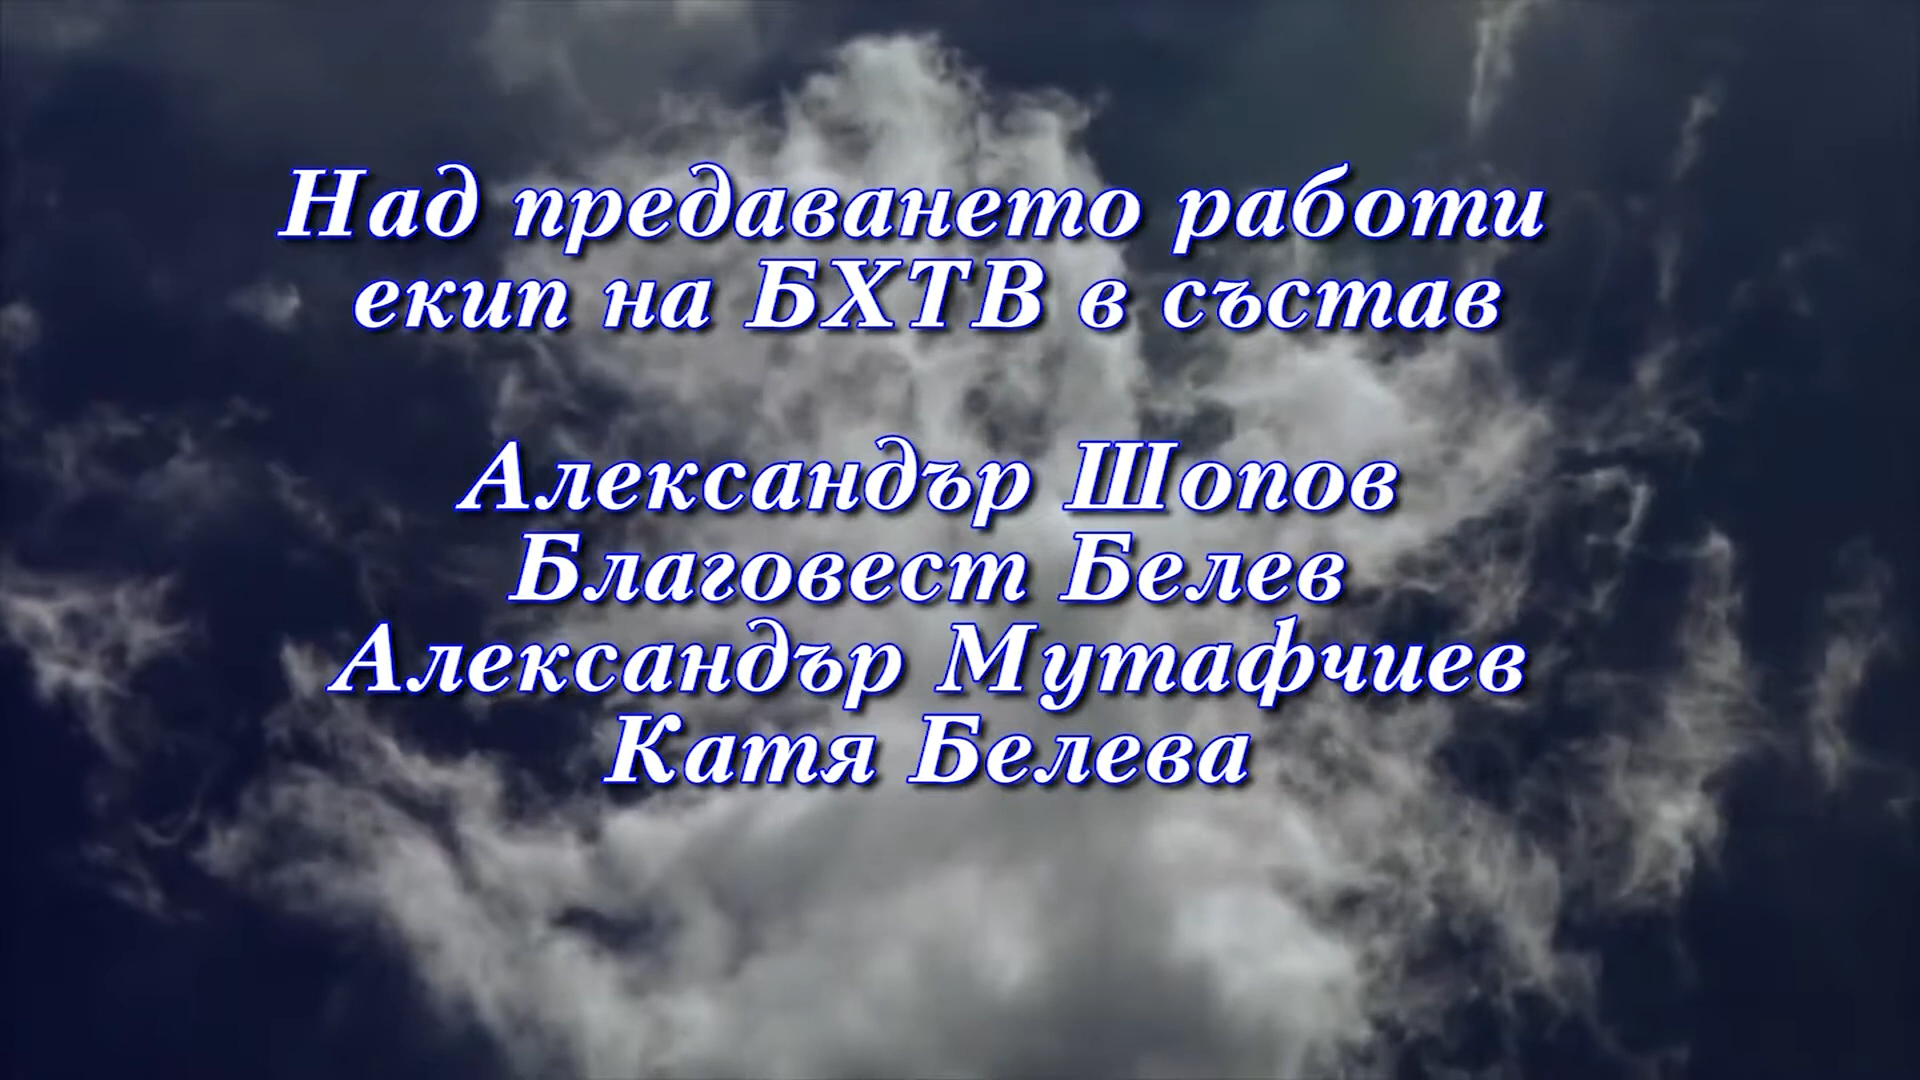 Над предаването работи
екип на БХТВ в състав
Александър Шопов
Благовест Белев
Александър Мутафчиев
Катя Белева